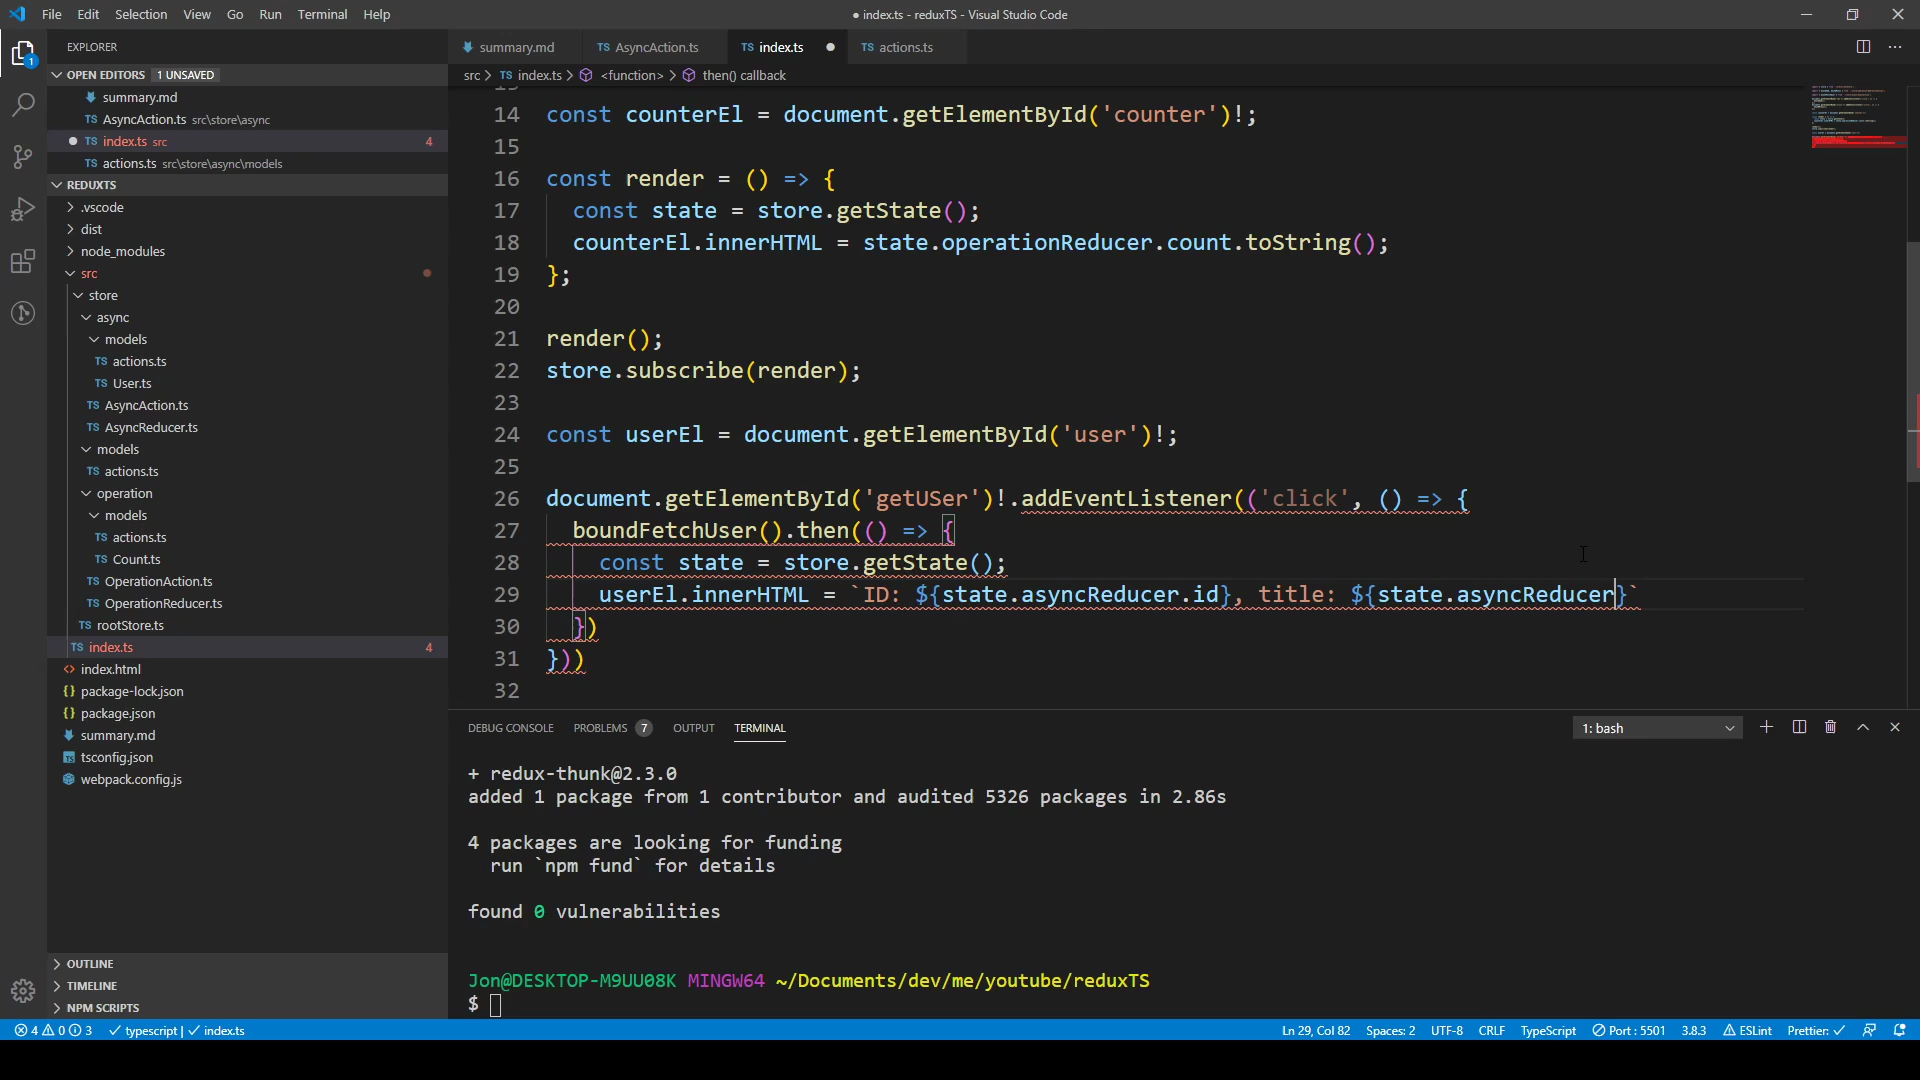 File Edit Selection View Go Run Terminal Help
● index.ts - reduxTS - Visual Studio Code
EXPLORER
summary.md
TS AsyncAction.ts
TS index.ts ●
TS actions.ts
1
OPEN EDITORS 1 UNSAVED
summary.md
TS AsyncAction.ts src\store\async
● TS index.ts src 4
TS actions.ts src\store\async\models
REDUXTS
.vscode
dist
node_modules
src
store
async
models
TS actions.ts
TS User.ts
TS AsyncAction.ts
TS AsyncReducer.ts
models
TS actions.ts
operation
models
TS actions.ts
TS Count.ts
TS OperationAction.ts
TS OperationReducer.ts
TS rootStore.ts
TS index.ts 4
<> index.html
{} package-lock.json
{} package.json
summary.md
TS tsconfig.json
webpack.config.js
OUTLINE
TIMELINE
NPM SCRIPTS
src > TS index.ts > <function> > then() callback
14 const counterEl = document.getElementById('counter')!;
15
16 const render = () => {
17 const state = store.getState();
18 counterEl.innerHTML = state.operationReducer.count.toString();
19 };
20
21 render();
22 store.subscribe(render);
23
24 const userEl = document.getElementById('user')!;
25
26 document.getElementById('getUSer')!.addEventListener(('click', () => {
27 boundFetchUser().then(() => {
28 const state = store.getState();
29 userEl.innerHTML = `ID: ${state.asyncReducer.id}, title: ${state.asyncReducer}`
30 })
31 }))
32
DEBUG CONSOLE PROBLEMS 7 OUTPUT TERMINAL
1: bash
+ redux-thunk@2.3.0
added 1 package from 1 contributor and audited 5326 packages in 2.86s
4 packages are looking for funding
run `npm fund` for details
found 0 vulnerabilities
Jon@DESKTOP-M9UU08K MINGW64 ~/Documents/dev/me/youtube/reduxTS
$
4 0 3 ✓ typescript | ✓ index.ts
Ln 29, Col 82 Spaces: 2 UTF-8 CRLF TypeScript Port : 5501 3.8.3 ESLint Prettier: ✓